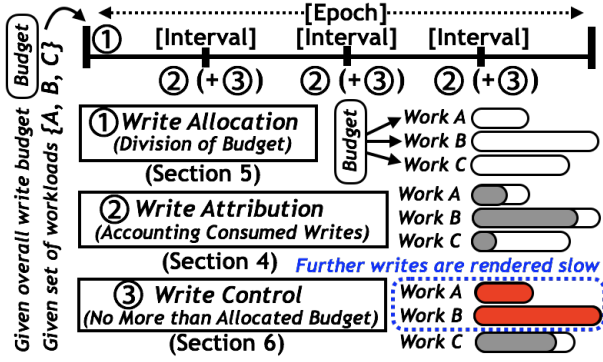 [Epoch]
Budget
Given overall write budget
Given set of workloads {A, B, C}
①
[Interval] [Interval] [Interval]
② (+③) ② (+③) ② (+③)
① Write Allocation
(Division of Budget)
(Section 5)
Budget
Work A
Work B
Work C
② Write Attribution
(Accounting Consumed Writes)
(Section 4)
Work A
Work B
Work C
Further writes are rendered slow
③ Write Control
(No More than Allocated Budget)
(Section 6)
Work A
Work B
Work C